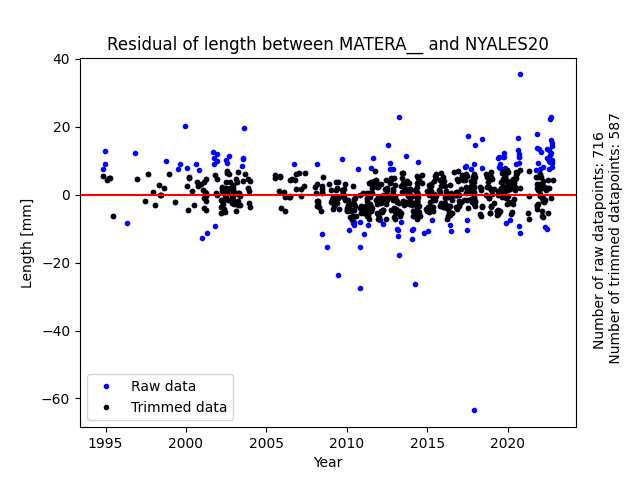 Residual of length between MATERA__ and NYALES20
40
20
0
−20
−40
−60
Length [mm]
1995
2000
2005
2010
2015
2020
Year
Raw data
Trimmed data
Number of raw datapoints: 716
Number of trimmed datapoints: 587